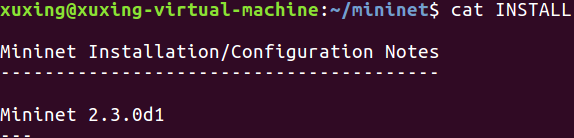 xuxing@xuxing-virtual-machine:~/mininet$ cat INSTALL
Mininet Installation/Configuration Notes
----------------------------------------
Mininet 2.3.0d1
---